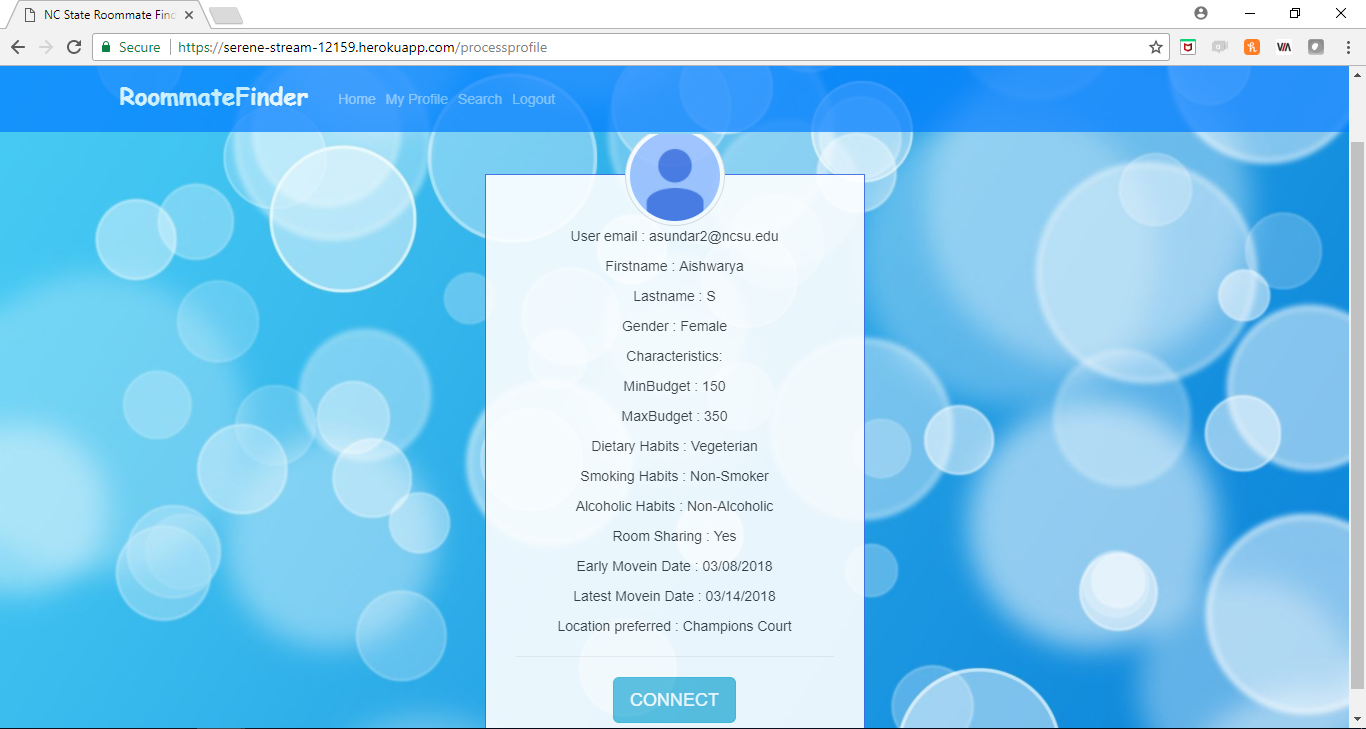 NC State Roommate Find
Secure https://serene-stream-12159.herokuapp.com/processprofile
RoommateFinder Home My Profile Search Logout
User email : asundar2@ncsu.edu
Firstname : Aishwarya
Lastname : S
Gender : Female
Characteristics:
MinBudget : 150
MaxBudget : 350
Dietary Habits : Vegeterian
Smoking Habits : Non-Smoker
Alcoholic Habits : Non-Alcoholic
Room Sharing : Yes
Early Movein Date : 03/08/2018
Latest Movein Date : 03/14/2018
Location preferred : Champions Court
CONNECT